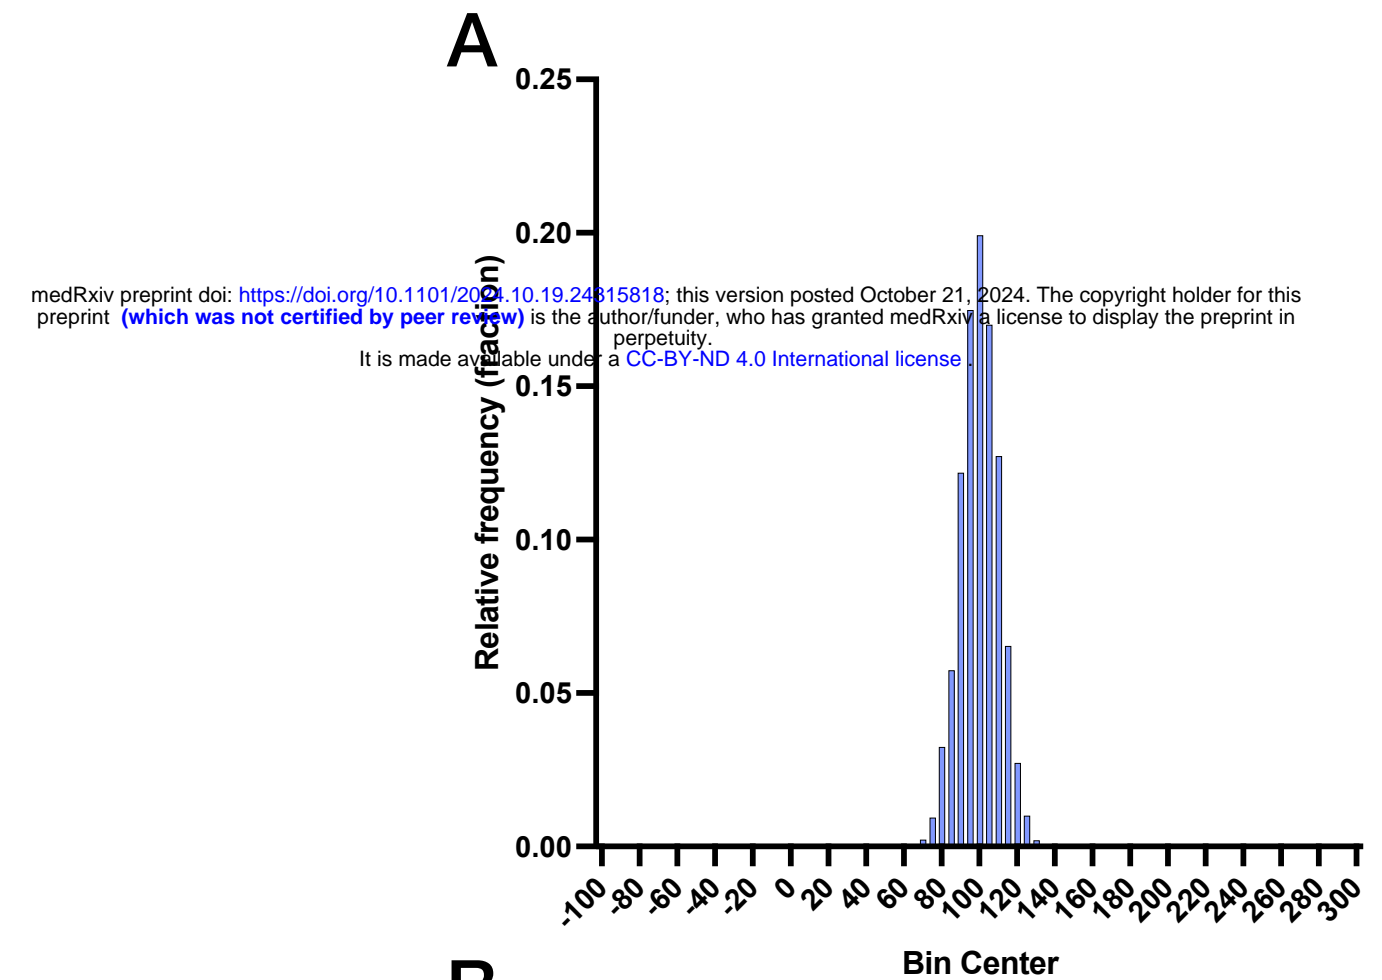 A
0.25
0.20
0.15
0.10
0.05
0.00
Relative frequency (fraction)
medRxiv preprint doi: https://doi.org/10.1101/2024.10.19.24315818; this version posted October 21, 2024. The copyright holder for this
preprint (which was not certified by peer review) is the author/funder, who has granted medRxiv a license to display the preprint in
perpetuity.
It is made available under a CC-BY-ND 4.0 International license .
-100 -80 -60 -40 -20 0 20 40 60 80 100 120 140 160 180 200 220 240 260 280 300
Bin Center
B